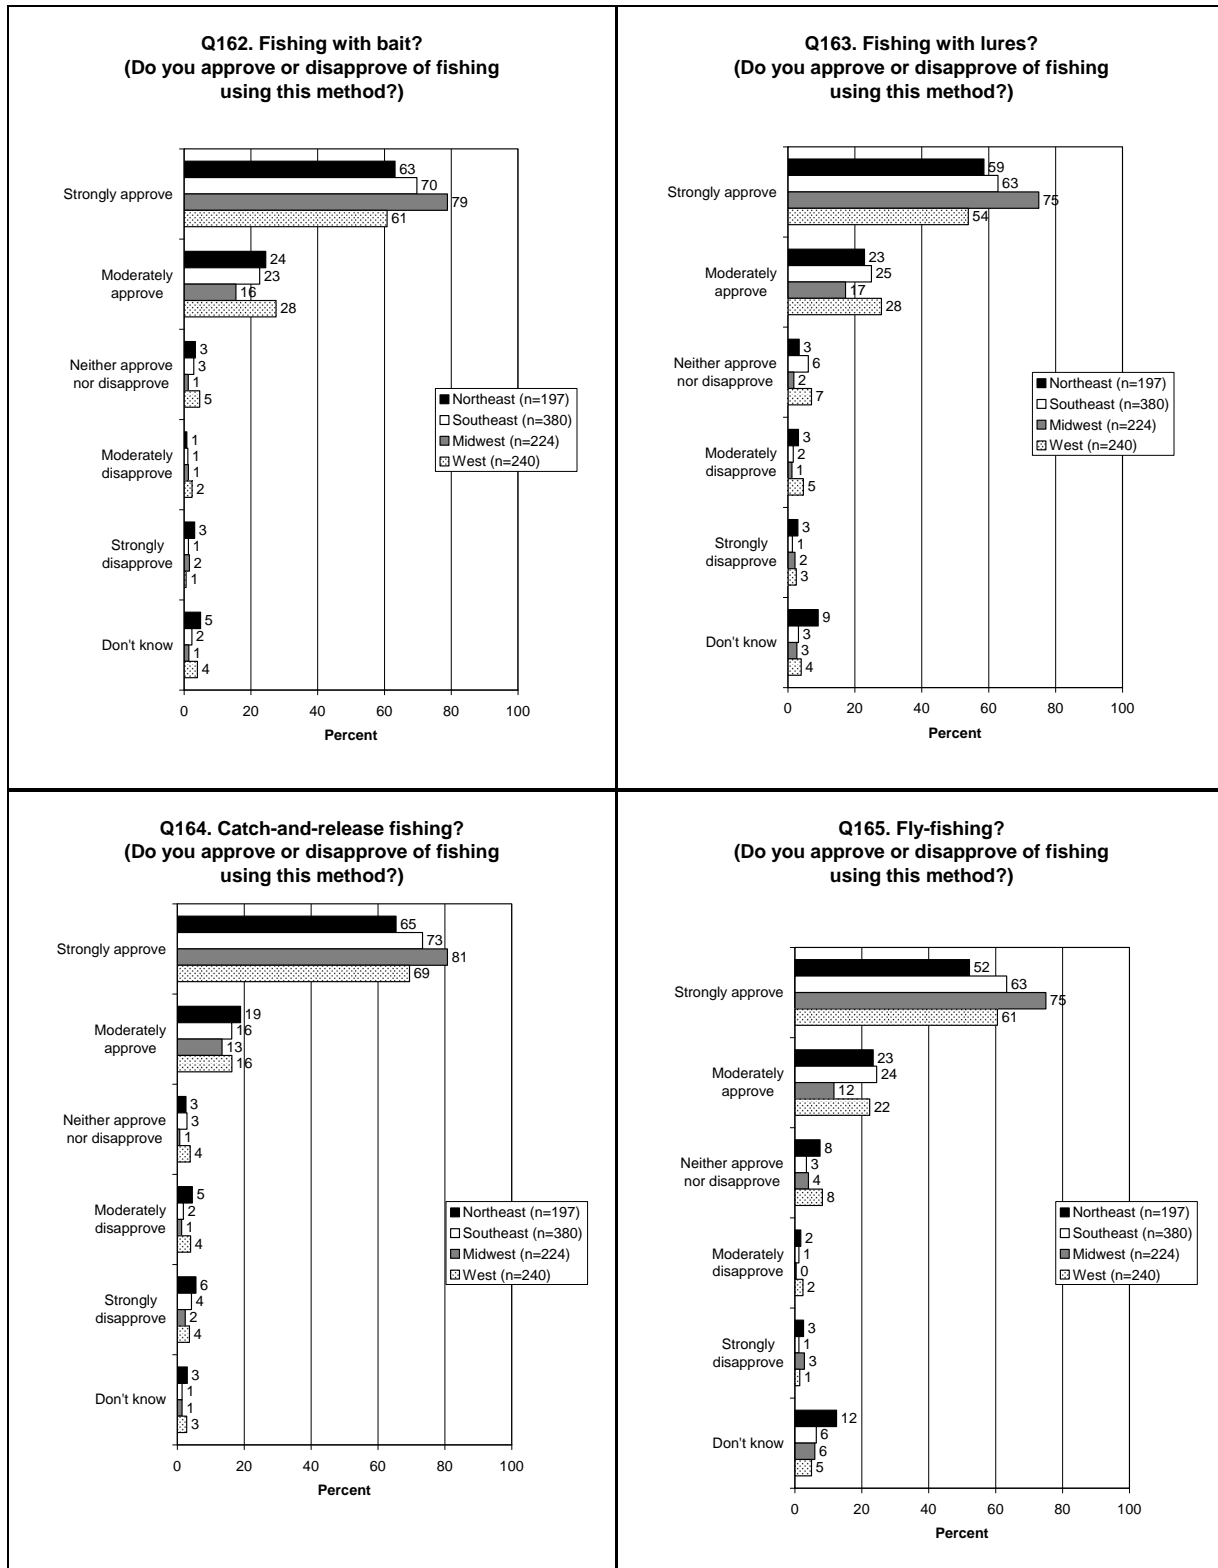 Q162. Fishing with bait?
(Do you approve or disapprove of fishing
using this method?)
Strongly approve
63
70
79
61
Moderately
approve
24
23
16
28
Neither approve
nor disapprove
3
3
1
5
Moderately
disapprove
1
1
1
2
Strongly
disapprove
3
1
2
1
Don't know
5
2
1
4
Northeast (n=197)
Southeast (n=380)
Midwest (n=224)
West (n=240)
0 20 40 60 80 100
Percent
Q163. Fishing with lures?
(Do you approve or disapprove of fishing
using this method?)
Strongly approve
59
63
75
54
Moderately
approve
23
25
17
28
Neither approve
nor disapprove
3
6
2
7
Moderately
disapprove
3
2
1
5
Strongly
disapprove
3
1
2
3
Don't know
9
3
3
4
Northeast (n=197)
Southeast (n=380)
Midwest (n=224)
West (n=240)
0 20 40 60 80 100
Percent
Q164. Catch-and-release fishing?
(Do you approve or disapprove of fishing
using this method?)
Strongly approve
65
73
81
69
Moderately
approve
19
16
13
16
Neither approve
nor disapprove
3
3
1
4
Moderately
disapprove
5
2
1
4
Strongly
disapprove
6
4
2
4
Don't know
3
1
1
3
Northeast (n=197)
Southeast (n=380)
Midwest (n=224)
West (n=240)
0 20 40 60 80 100
Percent
Q165. Fly-fishing?
(Do you approve or disapprove of fishing
using this method?)
Strongly approve
52
63
75
61
Moderately
approve
23
24
12
22
Neither approve
nor disapprove
8
3
4
8
Moderately
disapprove
2
1
0
2
Strongly
disapprove
3
1
3
1
Don't know
12
6
6
5
Northeast (n=197)
Southeast (n=380)
Midwest (n=224)
West (n=240)
0 20 40 60 80 100
Percent